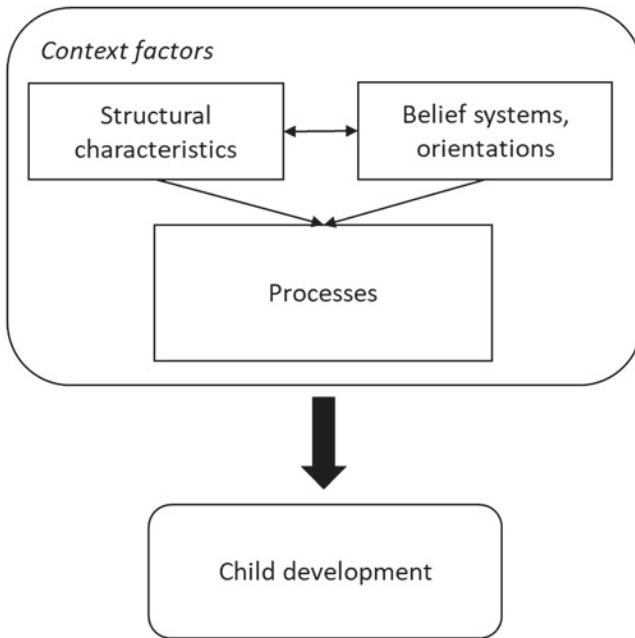 Context factors
Structural
characteristics
Belief systems,
orientations
Processes
Child development